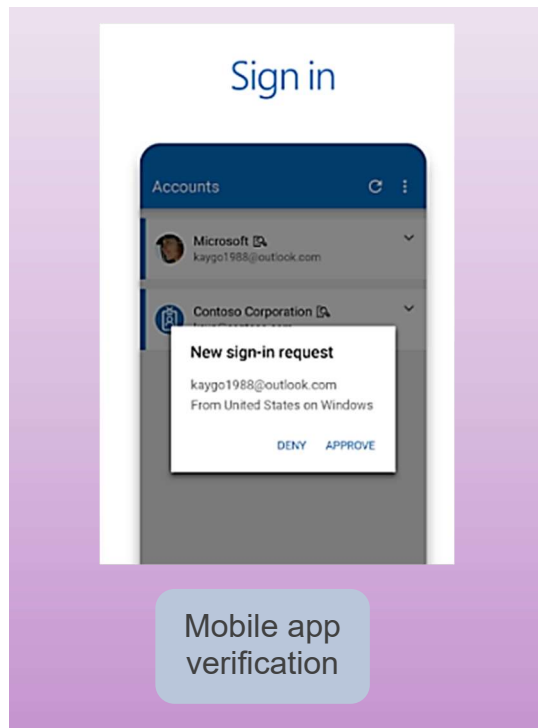 Sign in
Accounts
Microsoft
kaygo1988@outlook.com
Contoso Corporation
New sign-in request
kaygo1988@outlook.com
From United States on Windows
DENY APPROVE
Mobile app
verification